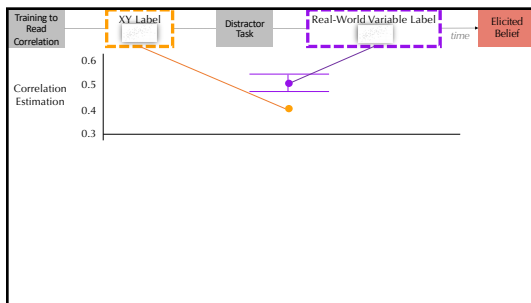 Training to
Read
Correlation
XY Label
Distractor
Task
Real-World Variable Label
time
Elicited
Belief
Correlation
Estimation
0.6
0.5
0.4
0.3